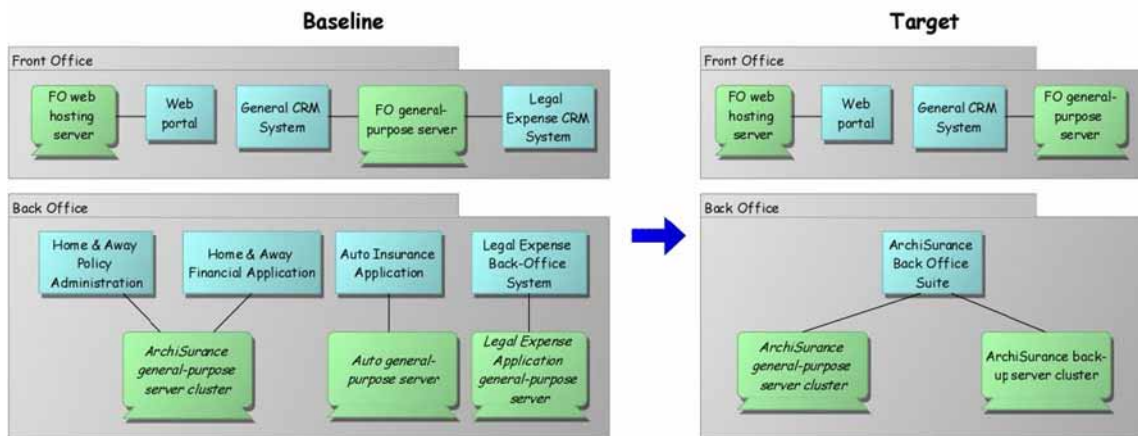 Baseline
Target
Front Office
FO web
hosting
server
Web
portal
General CRM
System
FO general-
purpose server
Legal
Expense CRM
System
Front Office
FO web
hosting
server
Web
portal
General CRM
System
FO general-
purpose
server
Back Office
Home & Away
Policy
Administration
Home & Away
Financial Application
Auto Insurance
Application
Legal Expense
Back-Office
System
ArchiSurance
general-purpose
server cluster
Auto general-
purpose server
Legal Expense
Application
general-purpose
server
Back Office
ArchiSurance
Back Office
Suite
ArchiSurance
general-purpose
server cluster
ArchiSurance back-
up server cluster